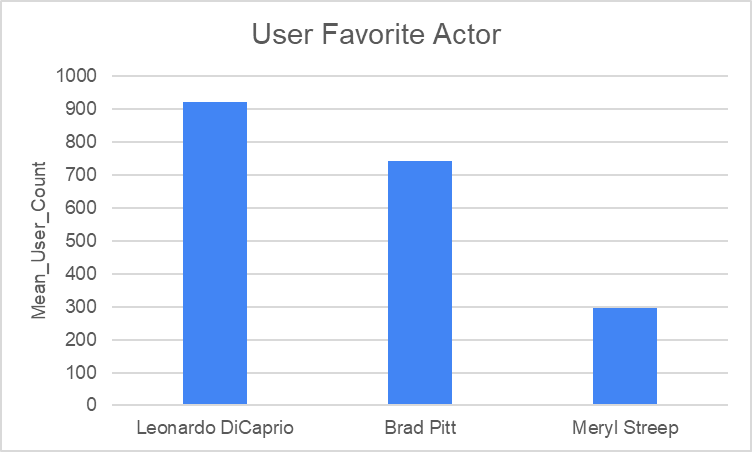 User Favorite Actor
Mean_User_Count
1000
900
800
700
600
500
400
300
200
100
0
Leonardo DiCaprio
Brad Pitt
Meryl Streep